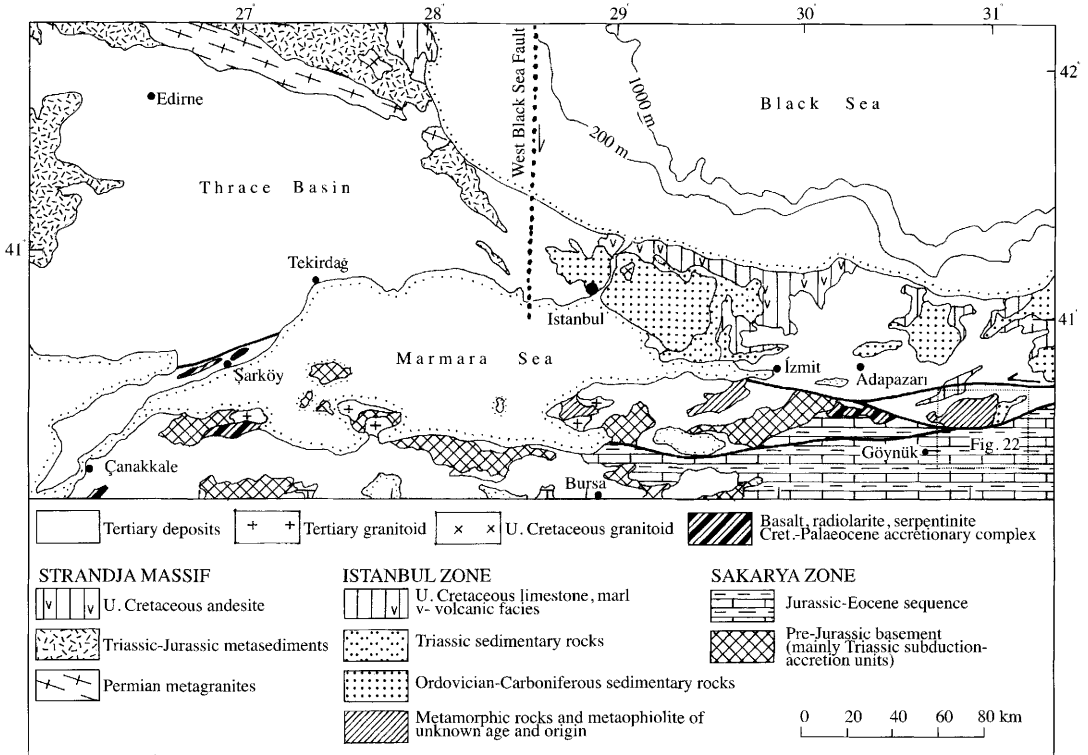 27° 28° 29 30 31°
42°
Edirne
West Black Sea Fault
1000 m
200 m
Black Sea
Thrace Basin
41°
Tekirdağ
Istanbul
41°
Marmara Sea
Şarköy
İzmit
Adapazarı
Çanakkale
Göynük
Fig. 22
Bursa
Tertiary deposits
Tertiary granitoid
U. Cretaceous granitoid
Basalt, radiolarite, serpentinite
Cret.-Palaeocene accretionary complex
STRANDJA MASSIF
U. Cretaceous andesite
Triassic-Jurassic metasediments
Permian metagranites
ISTANBUL ZONE
U. Cretaceous limestone, marl
v- volcanic facies
Triassic sedimentary rocks
Ordovician-Carboniferous sedimentary rocks
Metamorphic rocks and metaophiolite of
unknown age and origin
SAKARYA ZONE
Jurassic-Eocene sequence
Pre-Jurassic basement
(mainly Triassic subduction-
accretion units)
0 20 40 60 80 km